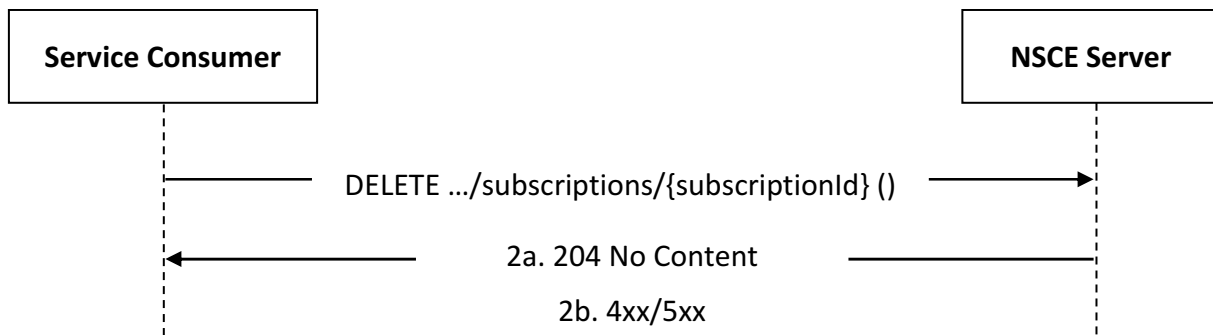 Service Consumer
NSCE Server
DELETE .../subscriptions/{subscriptionId} ()
2a. 204 No Content
2b. 4xx/5xx